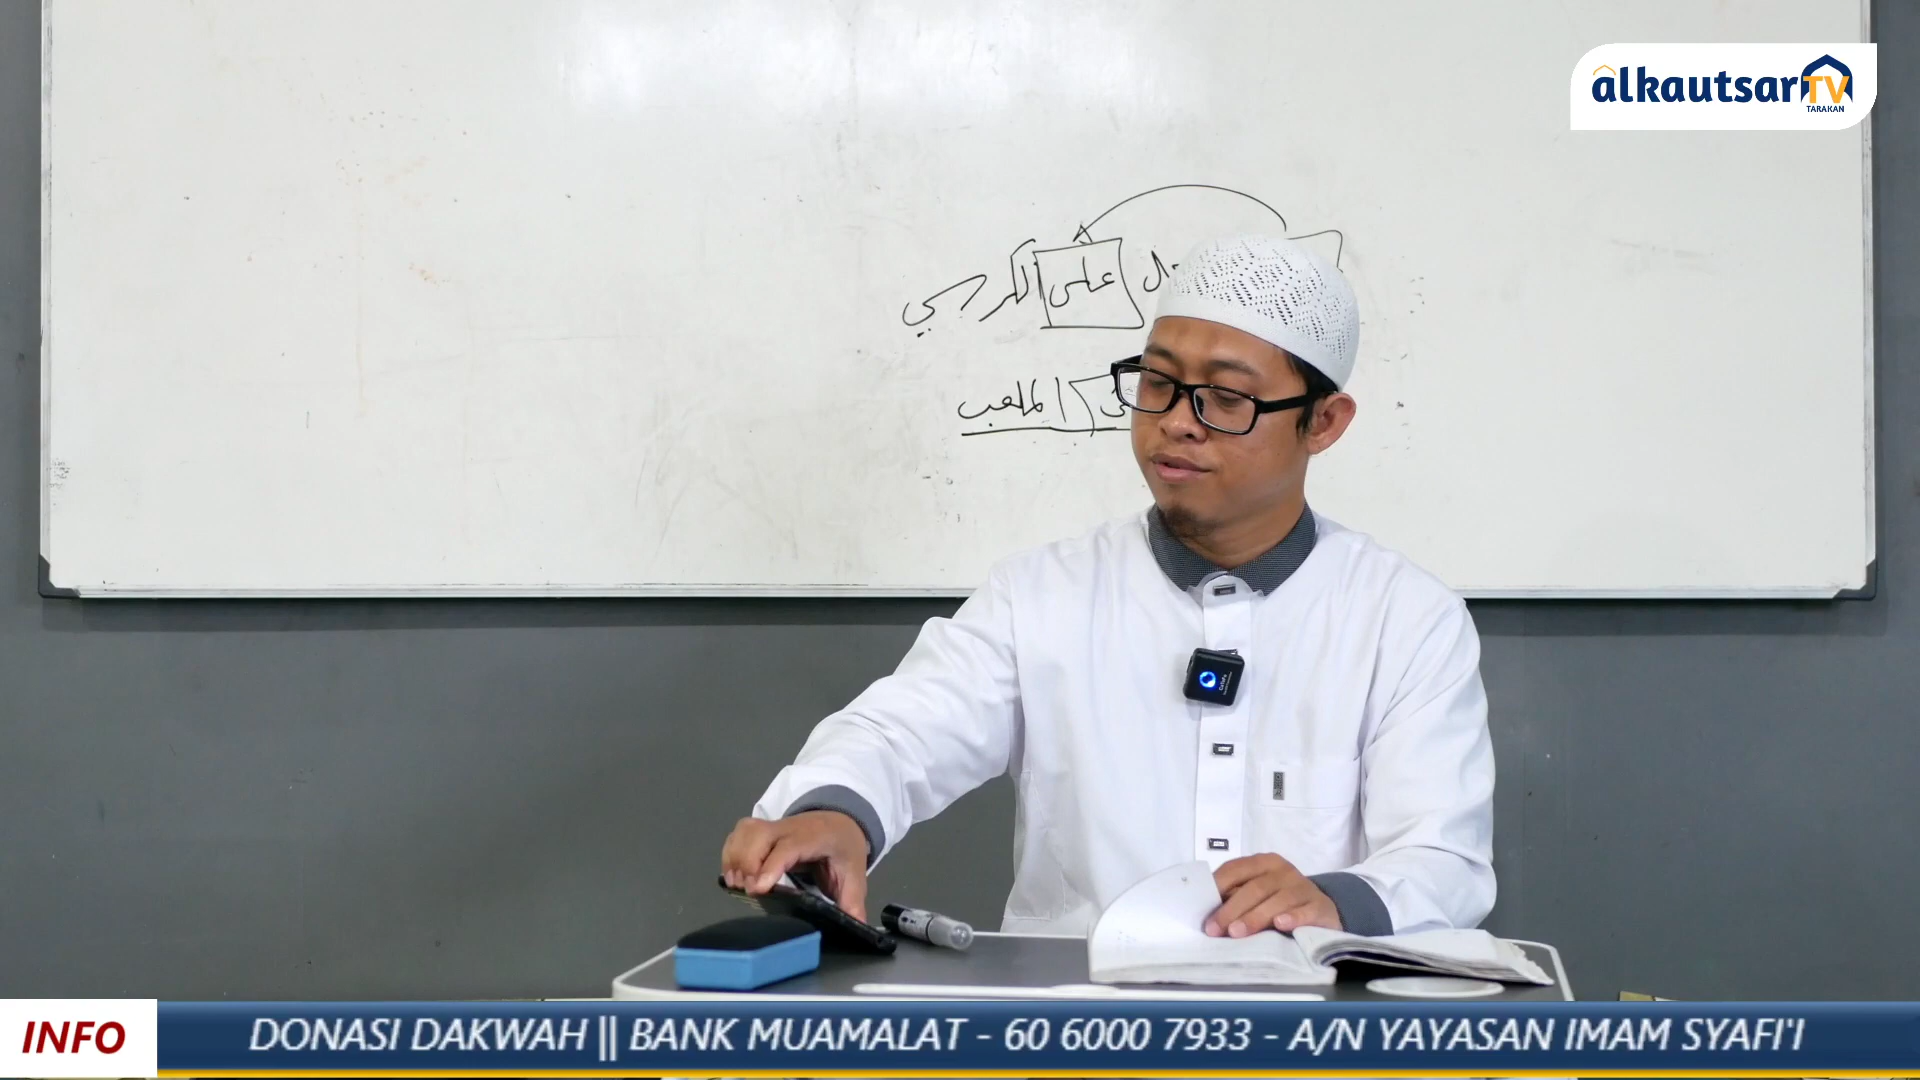 alkautsarTV
TARAKAN
على الكرسي
الملعب
INFO
DONASI DAKWAH || BANK MUAMALAT - 60 6000 7933 - A/N YAYASAN IMAM SYAFI'I